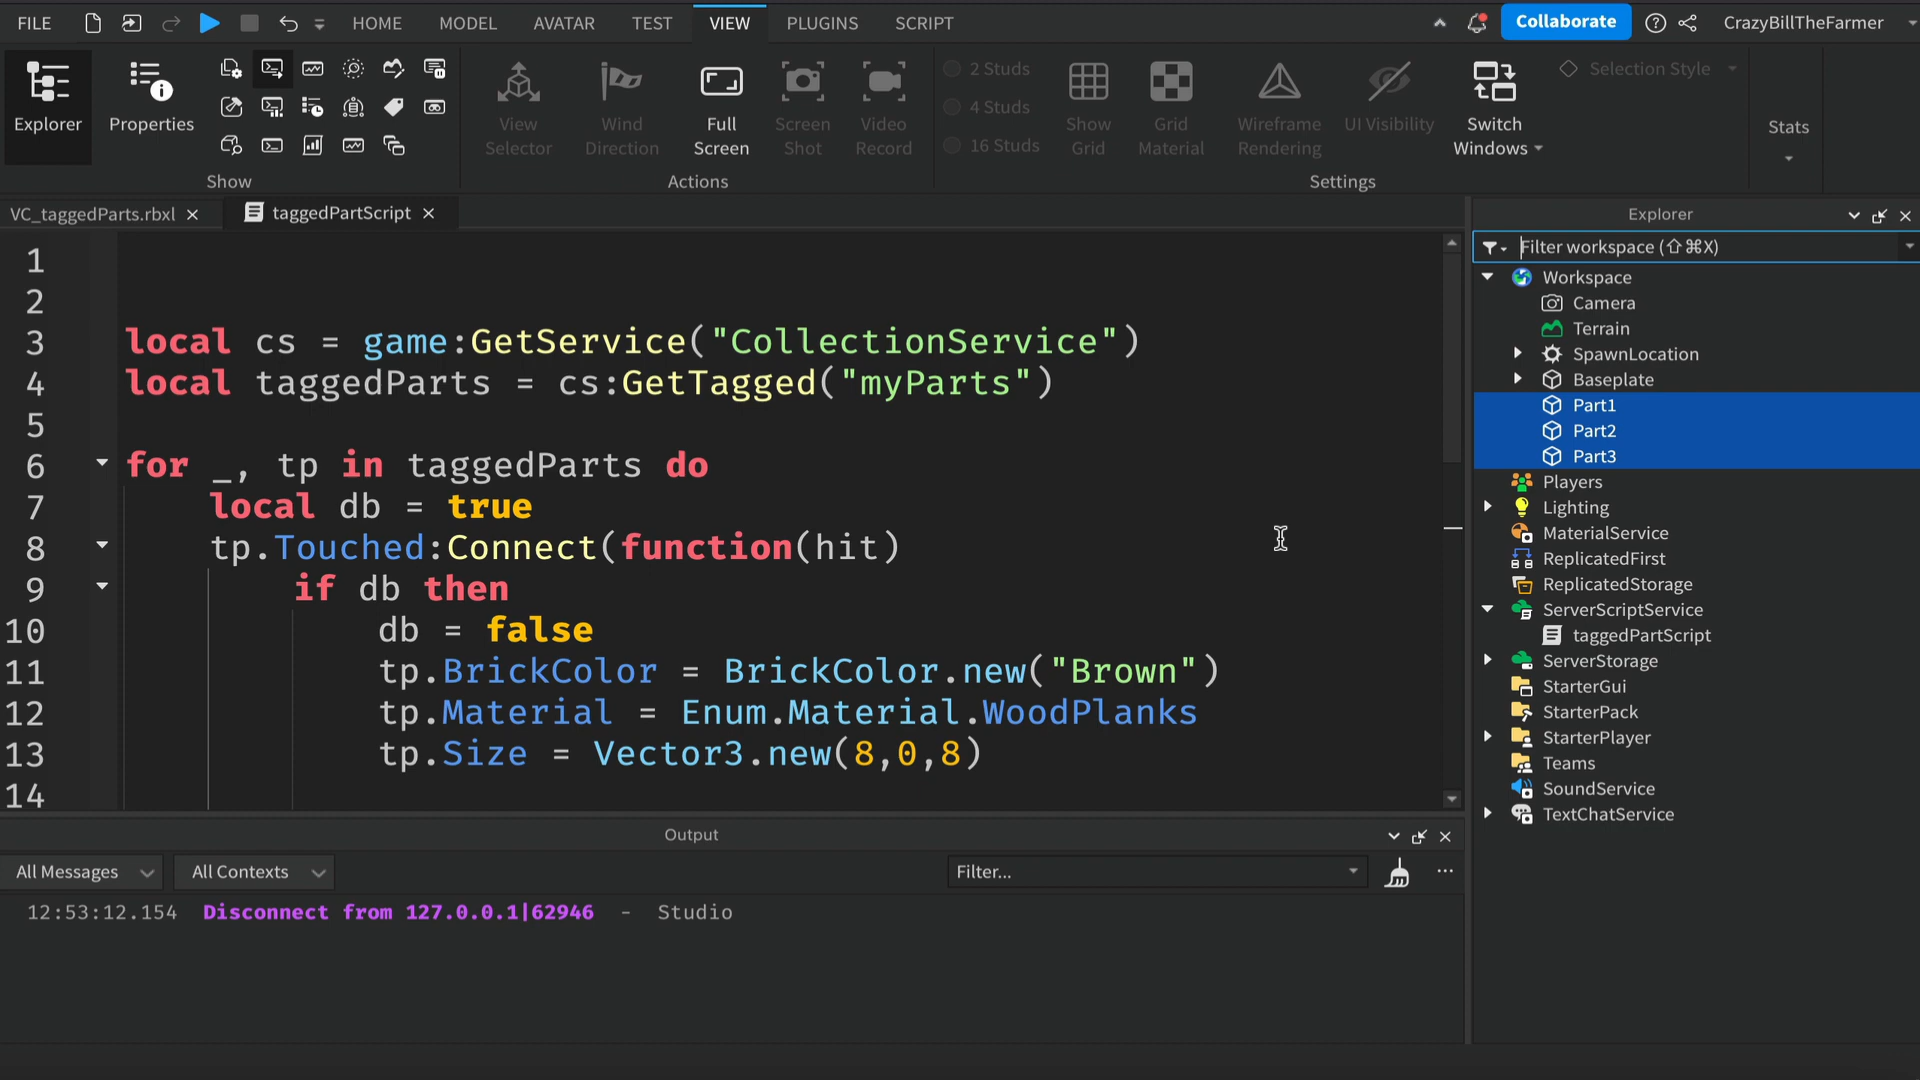 FILE HOME MODEL AVATAR TEST VIEW PLUGINS SCRIPT Collaborate CrazyBillTheFarmer
Explorer Properties View Selector Wind Direction Full Screen Screen Shot Video Record 2 Studs 4 Studs 16 Studs Show Grid Grid Material Wireframe Rendering UI Visibility Switch Windows Selection Style Stats
Show Actions Settings
VC_taggedParts.rbxl taggedPartScript
1
2
3 local cs = game:GetService("CollectionService")
4 local taggedParts = cs:GetTagged("myParts")
5
6 for _, tp in taggedParts do
7 local db = true
8 tp.Touched:Connect(function(hit)
9 if db then
10 db = false
11 tp.BrickColor = BrickColor.new("Brown")
12 tp.Material = Enum.Material.WoodPlanks
13 tp.Size = Vector3.new(8,0,8)
14
Output
All Messages All Contexts Filter...
12:53:12.154 Disconnect from 127.0.0.1|62946 - Studio
Explorer
Filter workspace (⇧⌘X)
Workspace
Camera
Terrain
SpawnLocation
Baseplate
Part1
Part2
Part3
Players
Lighting
MaterialService
ReplicatedFirst
ReplicatedStorage
ServerScriptService
taggedPartScript
ServerStorage
StarterGui
StarterPack
StarterPlayer
Teams
SoundService
TextChatService